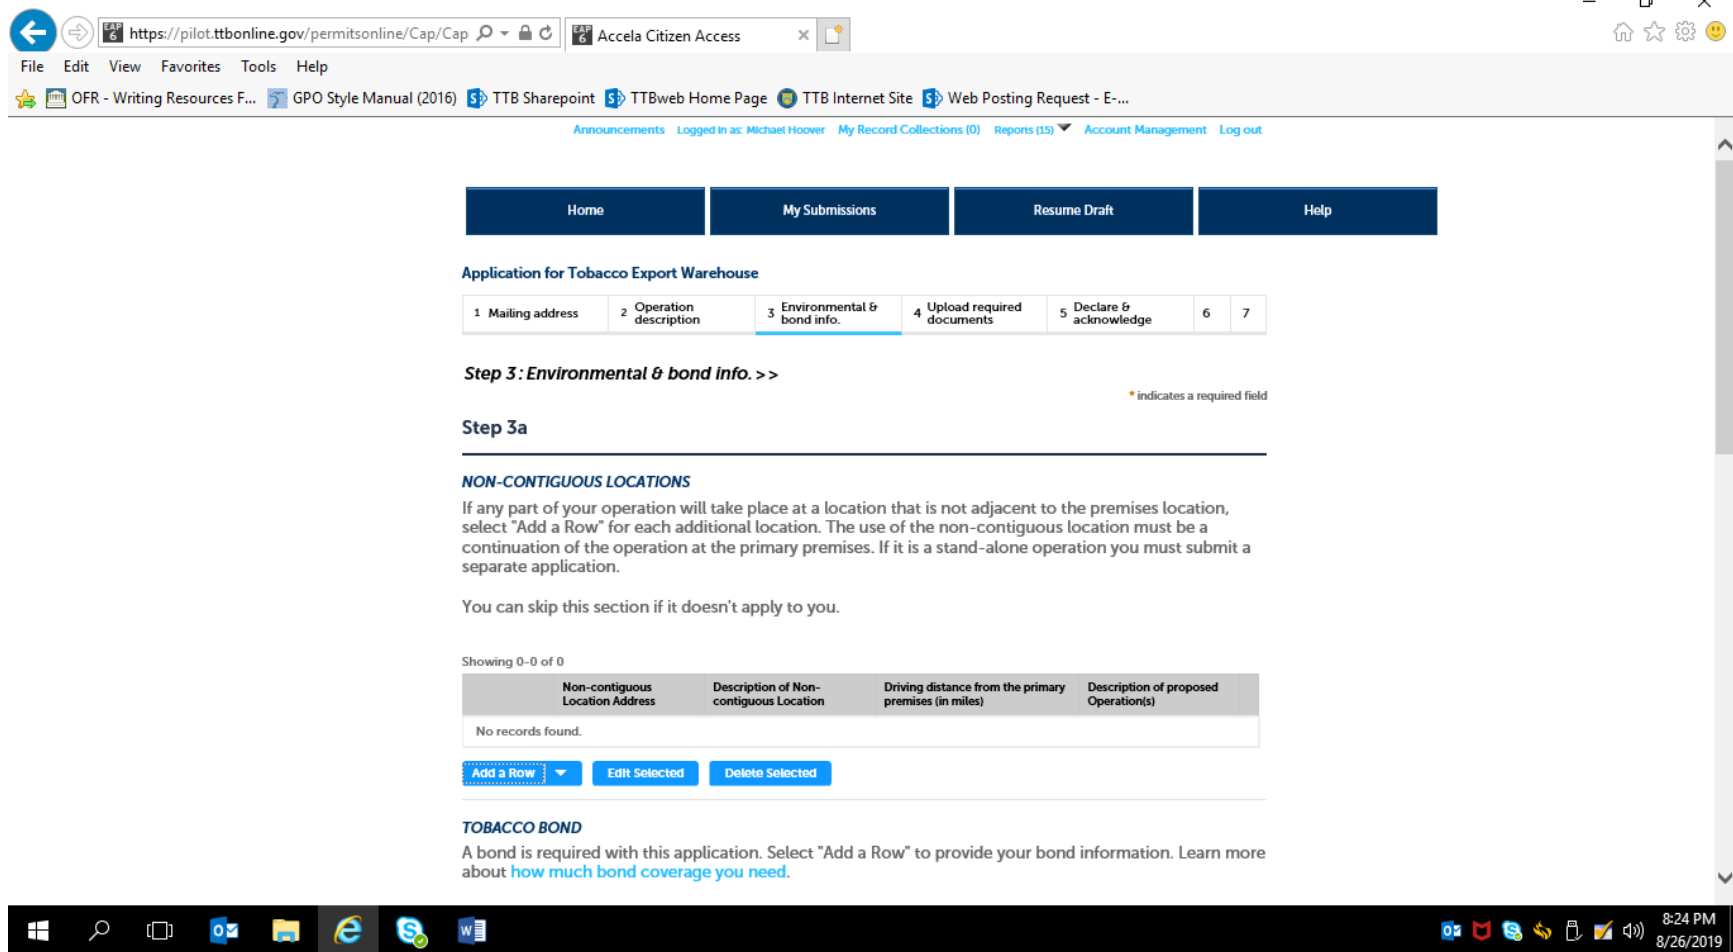 https://pilot.ttbonline.gov/permitsonline/Cap/Cap
Accela Citizen Access
File Edit View Favorites Tools Help
OFR - Writing Resources F... GPO Style Manual (2016) TTB Sharepoint TTBweb Home Page TTB Internet Site Web Posting Request - E-...
Announcements Logged in as: Michael Hoover My Record Collections (0) Reports (15) Account Management Log out
Home My Submissions Resume Draft Help
Application for Tobacco Export Warehouse
1 Mailing address 2 Operation description 3 Environmental & bond info. 4 Upload required documents 5 Declare & acknowledge 6 7
Step 3: Environmental & bond info. >>
* indicates a required field
Step 3a
NON-CONTIGUOUS LOCATIONS
If any part of your operation will take place at a location that is not adjacent to the premises location,
select "Add a Row" for each additional location. The use of the non-contiguous location must be a
continuation of the operation at the primary premises. If it is a stand-alone operation you must submit a
separate application.
You can skip this section if it doesn't apply to you.
Showing 0-0 of 0
Non-contiguous Location Address Description of Non-contiguous Location Driving distance from the primary premises (in miles) Description of proposed Operation(s)
No records found.
Add a Row Edit Selected Delete Selected
TOBACCO BOND
A bond is required with this application. Select "Add a Row" to provide your bond information. Learn more
about how much bond coverage you need.
8:24 PM
8/26/2019